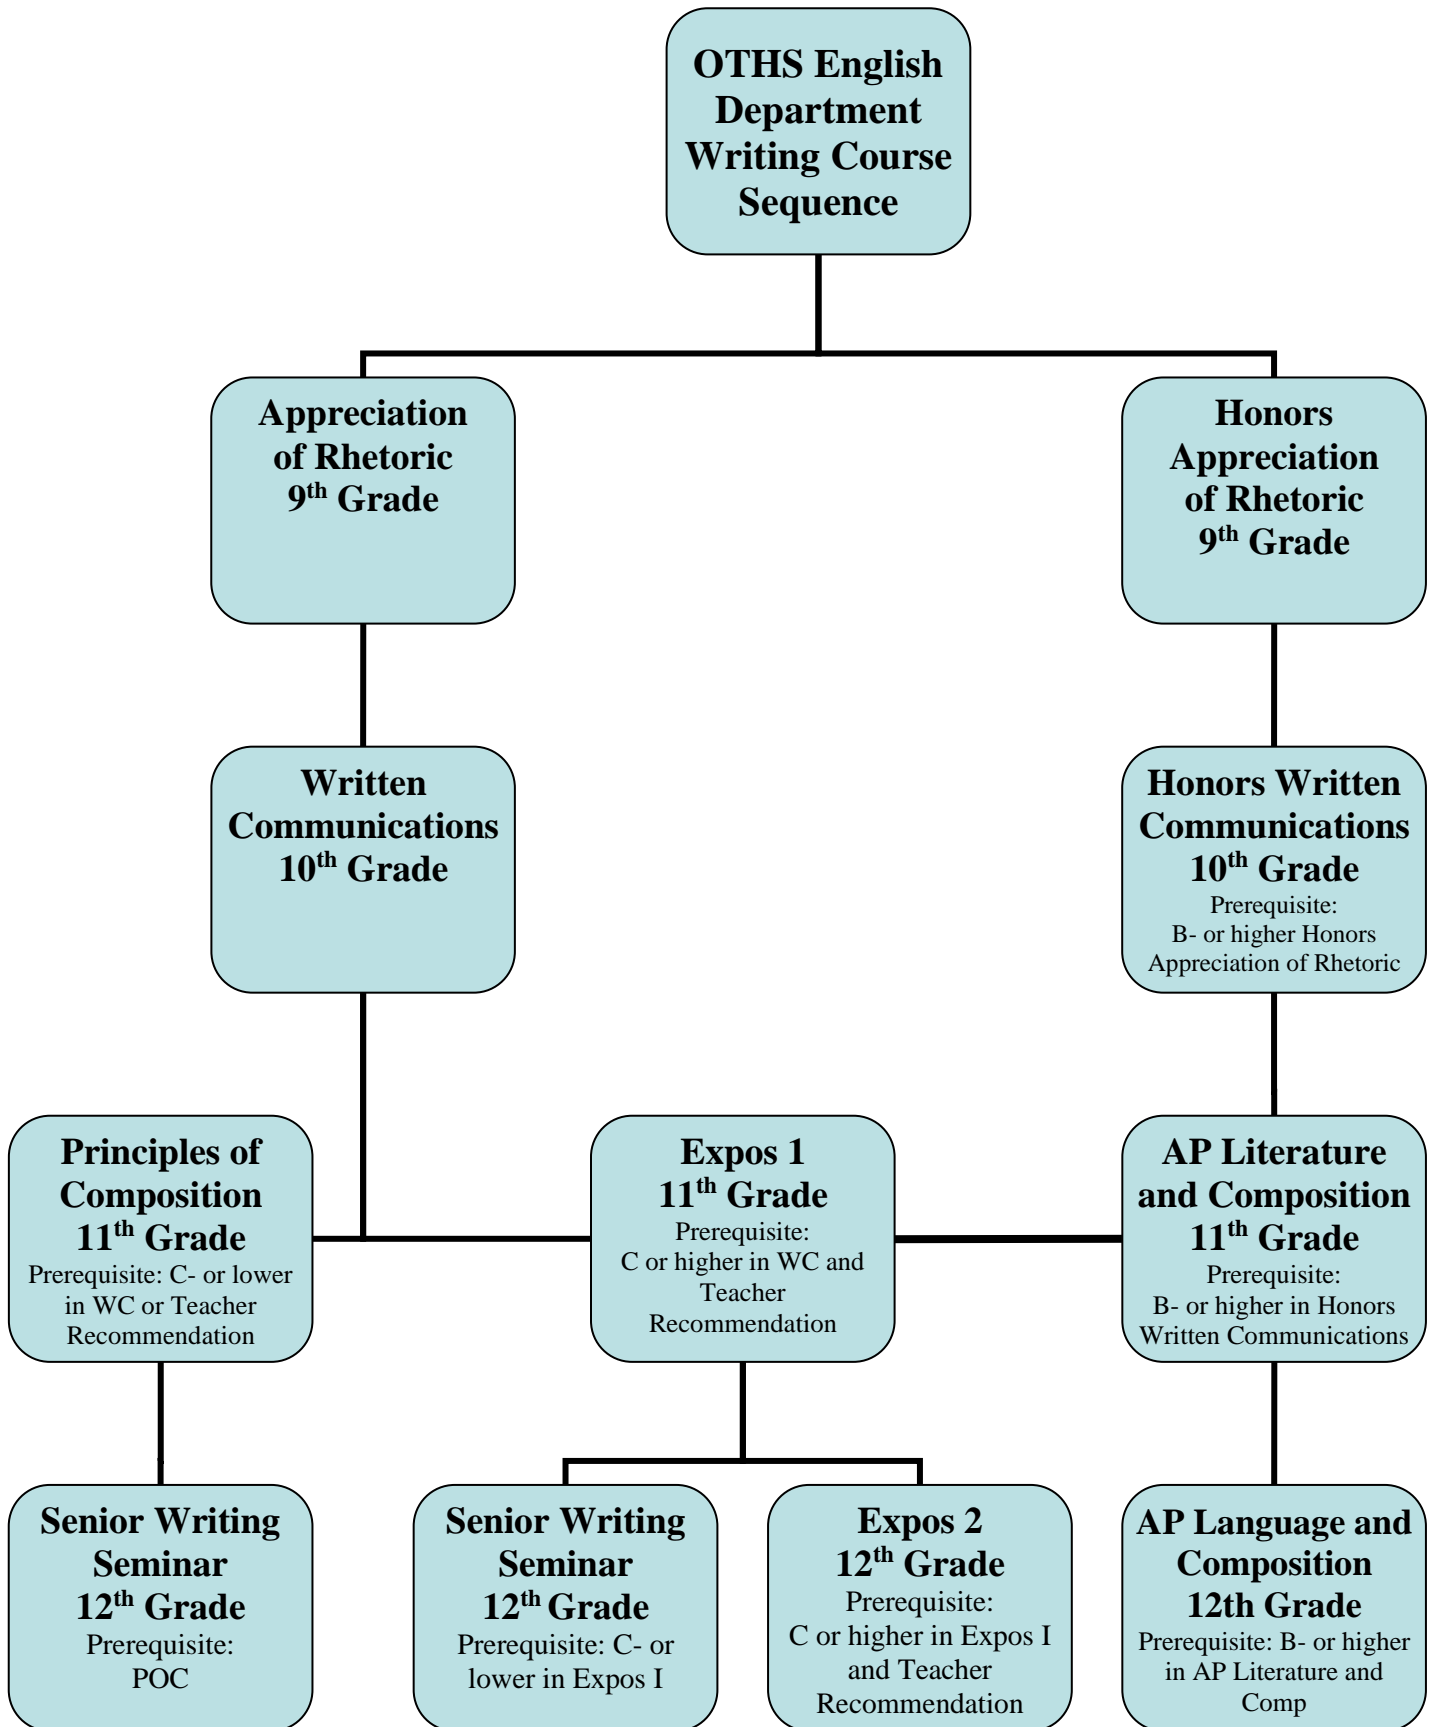 OTHS English
Department
Writing Course
Sequence
Appreciation
of Rhetoric
9th Grade
Honors
Appreciation
of Rhetoric
9th Grade
Written
Communications
10th Grade
Honors Written
Communications
10th Grade
Prerequisite:
B- or higher Honors
Appreciation of Rhetoric
Principles of
Composition
11th Grade
Prerequisite: C- or lower
in WC or Teacher
Recommendation
Expos 1
11th Grade
Prerequisite:
C or higher in WC and
Teacher
Recommendation
AP Literature
and Composition
11th Grade
Prerequisite:
B- or higher in Honors
Written Communications
Senior Writing
Seminar
12th Grade
Prerequisite:
POC
Senior Writing
Seminar
12th Grade
Prerequisite: C- or
lower in Expos I
Expos 2
12th Grade
Prerequisite:
C or higher in Expos I
and Teacher
Recommendation
AP Language and
Composition
12th Grade
Prerequisite: B- or higher
in AP Literature and
Comp